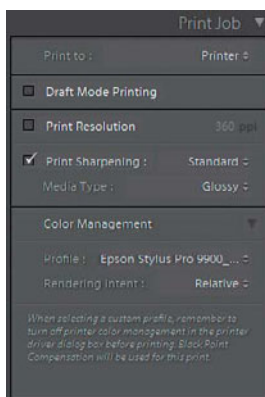 Print Job
Print to : Printer
Draft Mode Printing
Print Resolution 360 ppi
Print Sharpening : Standard
Media Type : Glossy
Color Management
Profile : Epson Stylus Pro 9900_...
Rendering Intent : Relative
When selecting a custom profile, remember to
turn off printer color management in the printer
driver dialog box before printing. Black Point
Compensation will be used for this print.